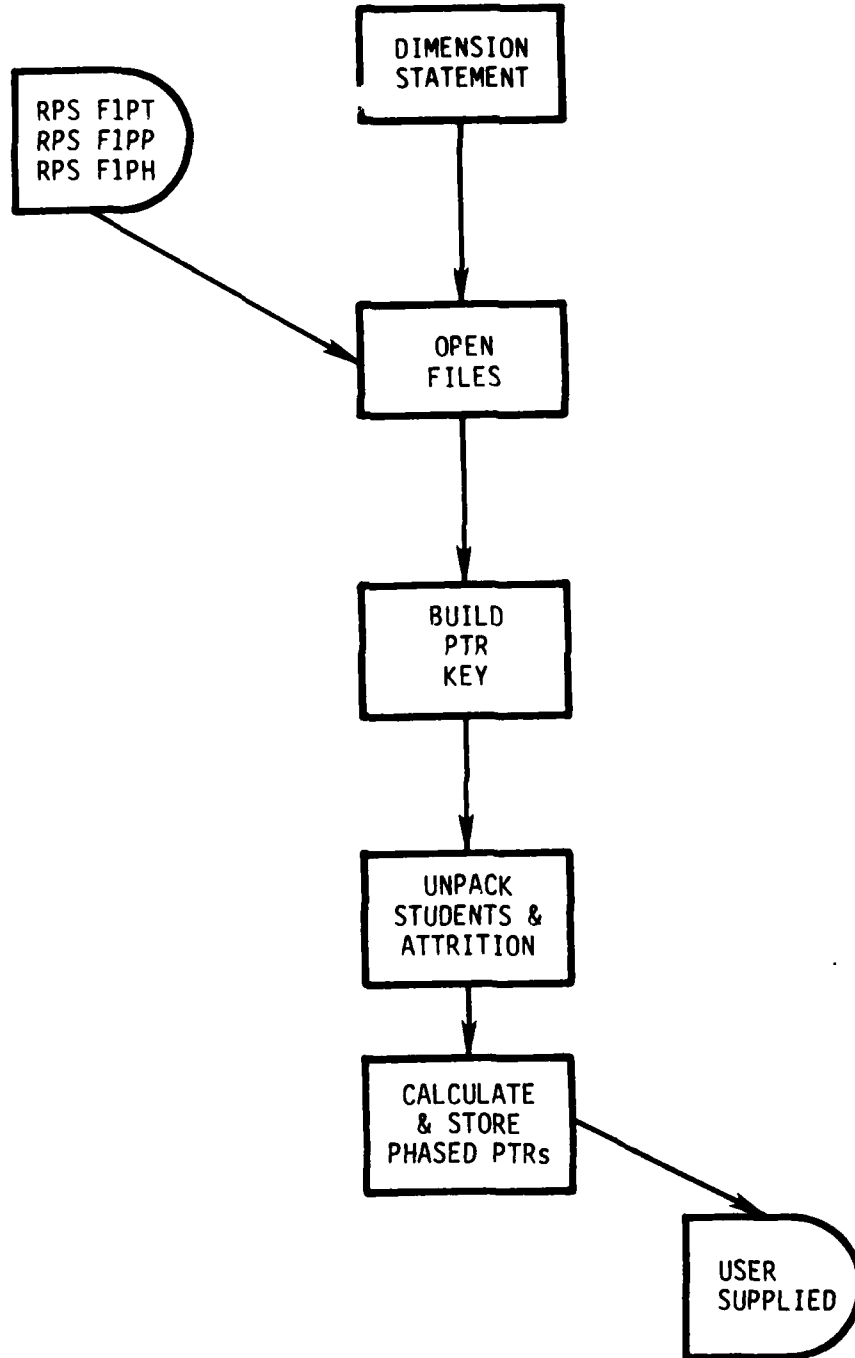 DIMENSION
STATEMENT
RPS F1PT
RPS F1PP
RPS F1PH
OPEN
FILES
BUILD
PTR
KEY
UNPACK
STUDENTS &
ATTRITION
CALCULATE
& STORE
PHASED PTRs
USER
SUPPLIED